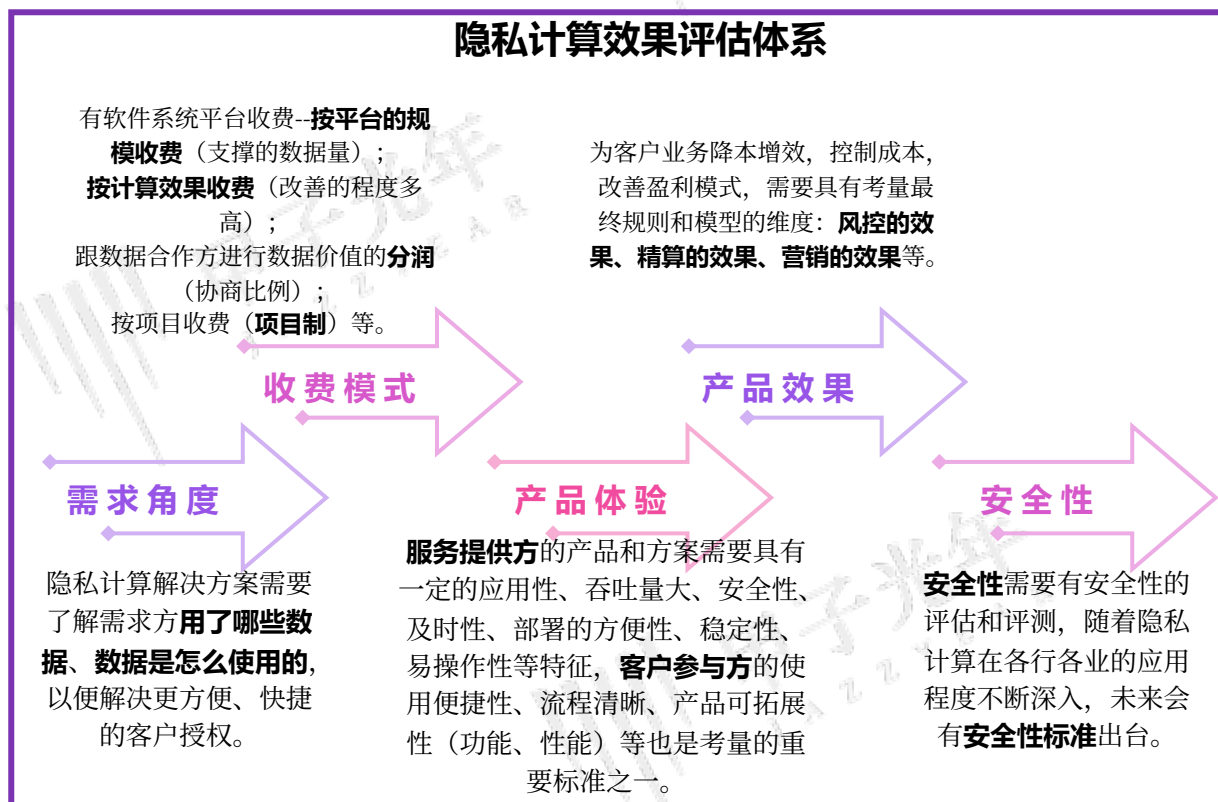 隐私计算效果评估体系
有软件系统平台收费--按平台的规
模收费（支撑的数据量）；
按计算效果收费（改善的程度多
高）；
跟数据合作方进行数据价值的分润
（协商比例）；
按项目收费（项目制）等。
为客户业务降本增效，控制成本，
改善盈利模式，需要具有考量最
终规则和模型的维度：风控的效
果、精算的效果、营销的效果等。
收费模式
产品效果
需求角度
产品体验
安全性
隐私计算解决方案需要
了解需求方用了哪些数
据、数据是怎么使用的，
以便解决更方便、快捷
的客户授权。
服务提供方的产品和方案需要具有
一定的应用性、吞吐量大、安全性、
及时性、部署的方便性、稳定性、
易操作性等特征，客户参与方的使
用便捷性、流程清晰、产品可拓展
性（功能、性能）等也是考量的重
要标准之一。
安全性需要有安全性的
评估和评测，随着隐私
计算在各行各业的应用
程度不断深入，未来会
有安全性标准出台。
甲子光年
JAZZYEAR
甲子光年
JAZZYEAR